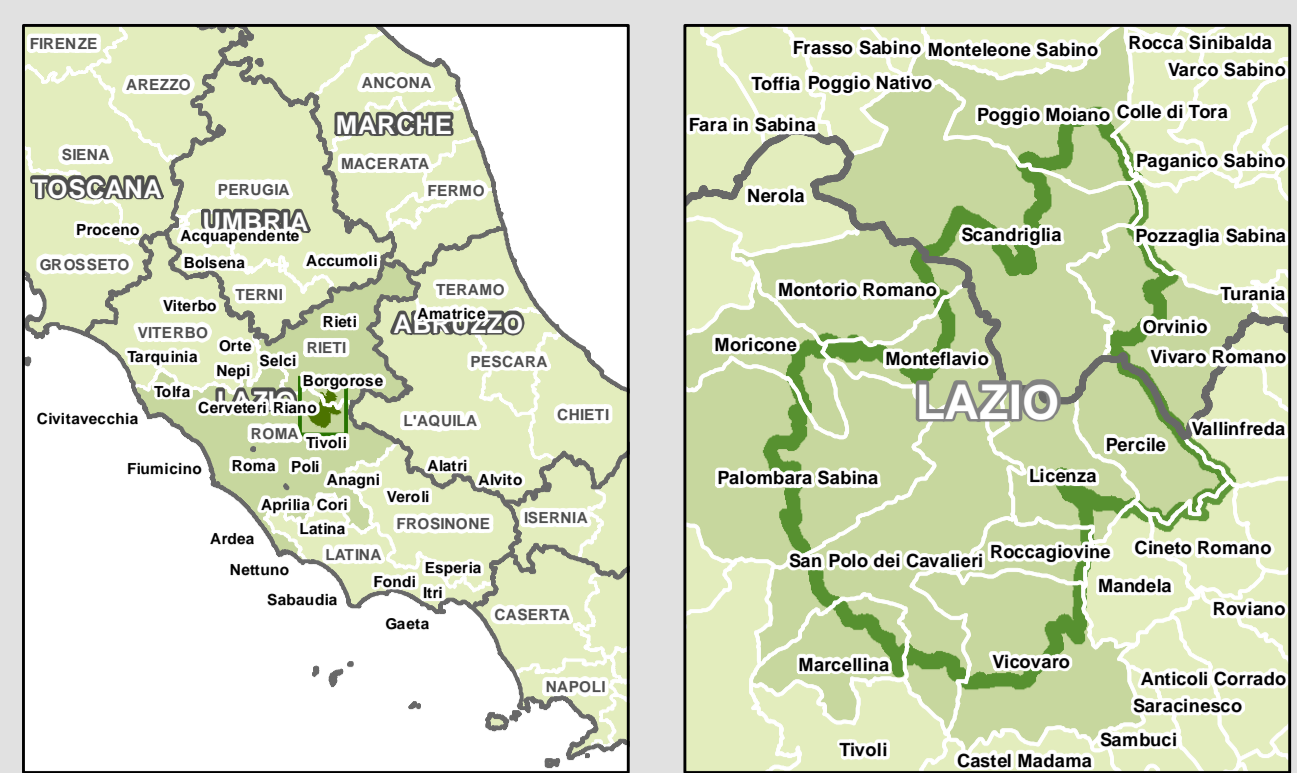 FIRENZE
AREZZO
ANCONA
MARCHE
SIENA
MACERATA
TOSCANA
PERUGIA
FERMO
UMBRIA
Proceno
Acquapendente
GROSSETO
Bolsena
Accumoli
TERNI
TERAMO
Viterbo
Rieti
Amatrice
ABRUZZO
VITERBO
Orte
RIETI
Tarquinia
Selci
PESCARA
Nepi
Borgorose
Tolfa
LAZIO
Cerveteri Riano
Civitavecchia
L'AQUILA
CHIETI
ROMA
Tivoli
Fiumicino
Roma
Poli
Alatri
Anagni
Alvito
Veroli
Aprilia Cori
ISERNIA
Latina
FROSINONE
Ardea
LATINA
Nettuno
Esperia
Fondi
Itri
Sabaudia
CASERTA
Gaeta
NAPOLI
Frasso Sabino
Monteleone Sabino
Rocca Sinibalda
Varco Sabino
Toffia
Poggio Nativo
Poggio Moiano
Colle di Tora
Fara in Sabina
Paganico Sabino
Nerola
Scandriglia
Pozzaglia Sabina
Montorio Romano
Turania
Orvinio
Moricone
Monteflavio
Vivaro Romano
LAZIO
Vallinfreda
Percile
Palombara Sabina
Licenza
San Polo dei Cavalieri
Roccagiovine
Cineto Romano
Mandela
Roviano
Marcellina
Vicovaro
Anticoli Corrado
Saracinesco
Tivoli
Sambuci
Castel Madama